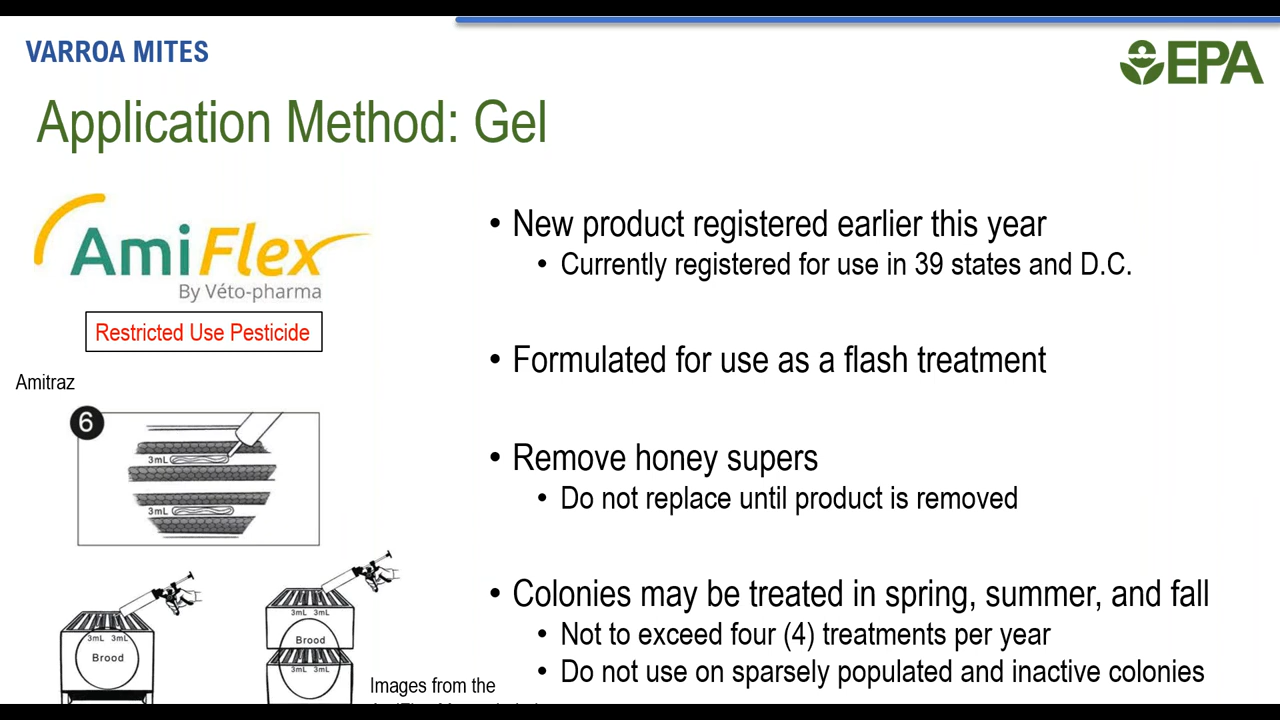 VARROA MITES
EPA
Application Method: Gel
AmiFlex
By Véto-pharma
Restricted Use Pesticide
Amitraz
6
3mL
3mL
3mL 3mL
Brood
3mL 3mL
Brood
3mL 3mL
Images from the
• New product registered earlier this year
• Currently registered for use in 39 states and D.C.
• Formulated for use as a flash treatment
• Remove honey supers
• Do not replace until product is removed
• Colonies may be treated in spring, summer, and fall
• Not to exceed four (4) treatments per year
• Do not use on sparsely populated and inactive colonies